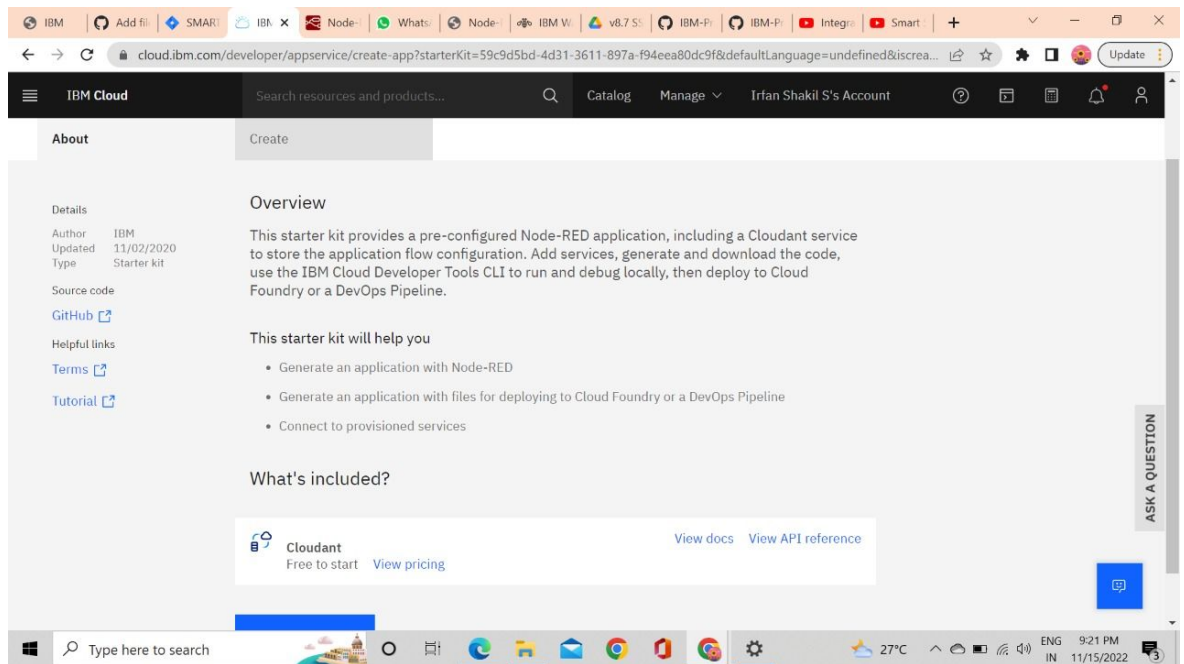 IBM
Add fil
SMART
IBN
Node-
Whats
Node-
IBM W
v8.7 SS
IBM-Pr
IBM-Pr
Integra
Smart
cloud.ibm.com/developer/appservice/create-app?starterKit=59c9d5bd-4d31-3611-897a-f94eea80dc9f&defaultLanguage=undefined&iscrea...
Update
IBM Cloud
Search resources and products...
Catalog
Manage
Irfan Shakil S's Account
About
Create
Details
Author IBM
Updated 11/02/2020
Type Starter kit
Source code
GitHub
Helpful links
Terms
Tutorial
Overview
This starter kit provides a pre-configured Node-RED application, including a Cloudant service
to store the application flow configuration. Add services, generate and download the code,
use the IBM Cloud Developer Tools CLI to run and debug locally, then deploy to Cloud
Foundry or a DevOps Pipeline.
This starter kit will help you
• Generate an application with Node-RED
• Generate an application with files for deploying to Cloud Foundry or a DevOps Pipeline
• Connect to provisioned services
What's included?
Cloudant
Free to start View pricing
View docs View API reference
ASK A QUESTION
Type here to search
27°C
ENG
IN
9:21 PM
11/15/2022
3